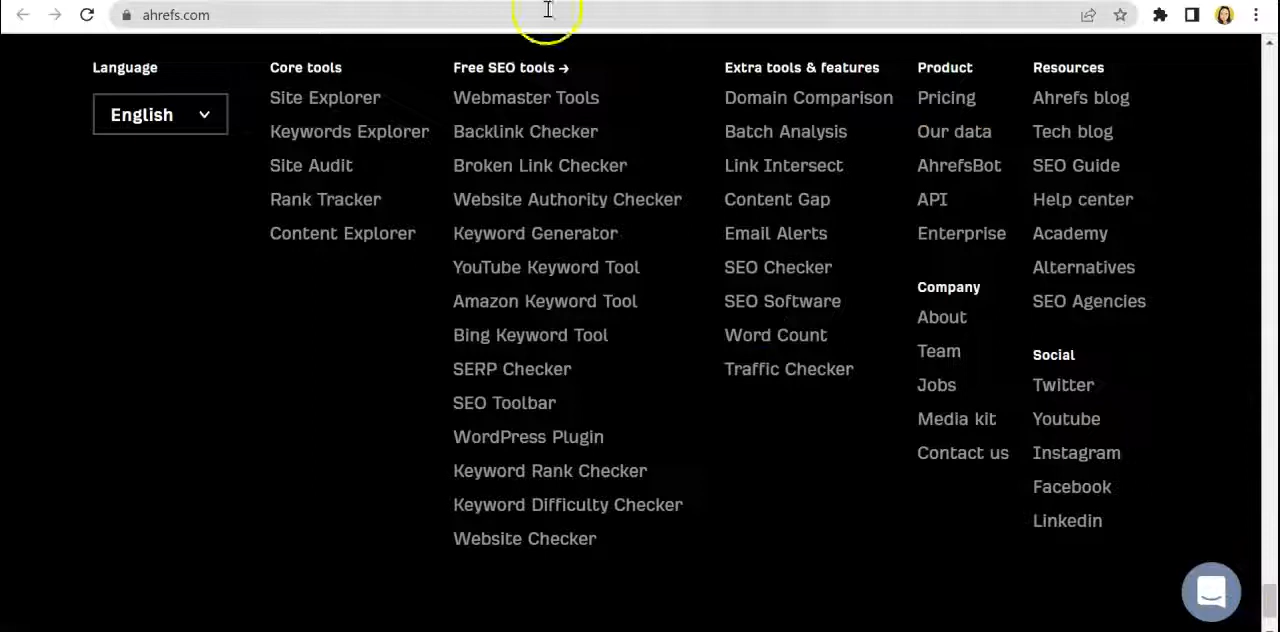 ahrefs.com
Language
English
Core tools
Site Explorer
Keywords Explorer
Site Audit
Rank Tracker
Content Explorer
Free SEO tools →
Webmaster Tools
Backlink Checker
Broken Link Checker
Website Authority Checker
Keyword Generator
YouTube Keyword Tool
Amazon Keyword Tool
Bing Keyword Tool
SERP Checker
SEO Toolbar
WordPress Plugin
Keyword Rank Checker
Keyword Difficulty Checker
Website Checker
Extra tools & features
Domain Comparison
Batch Analysis
Link Intersect
Content Gap
Email Alerts
SEO Checker
SEO Software
Word Count
Traffic Checker
Product
Pricing
Our data
AhrefsBot
API
Enterprise
Company
About
Team
Jobs
Media kit
Contact us
Resources
Ahrefs blog
Tech blog
SEO Guide
Help center
Academy
Alternatives
SEO Agencies
Social
Twitter
Youtube
Instagram
Facebook
Linkedin